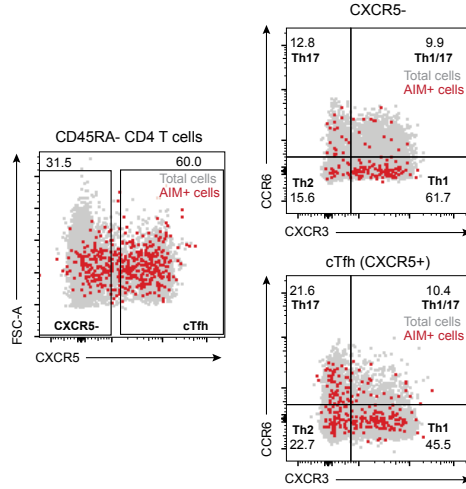 CD45RA- CD4 T cells
31.5 60.0
Total cells
AIM+ cells
CXCR5- cTfh
FSC-A
CXCR5
CXCR5-
12.8 9.9
Th17 Th1/17
Total cells
AIM+ cells
Th2 Th1
15.6 61.7
CCR6
CXCR3
cTfh (CXCR5+)
21.6 10.4
Th17 Th1/17
Total cells
AIM+ cells
Th2 Th1
22.7 45.5
CCR6
CXCR3